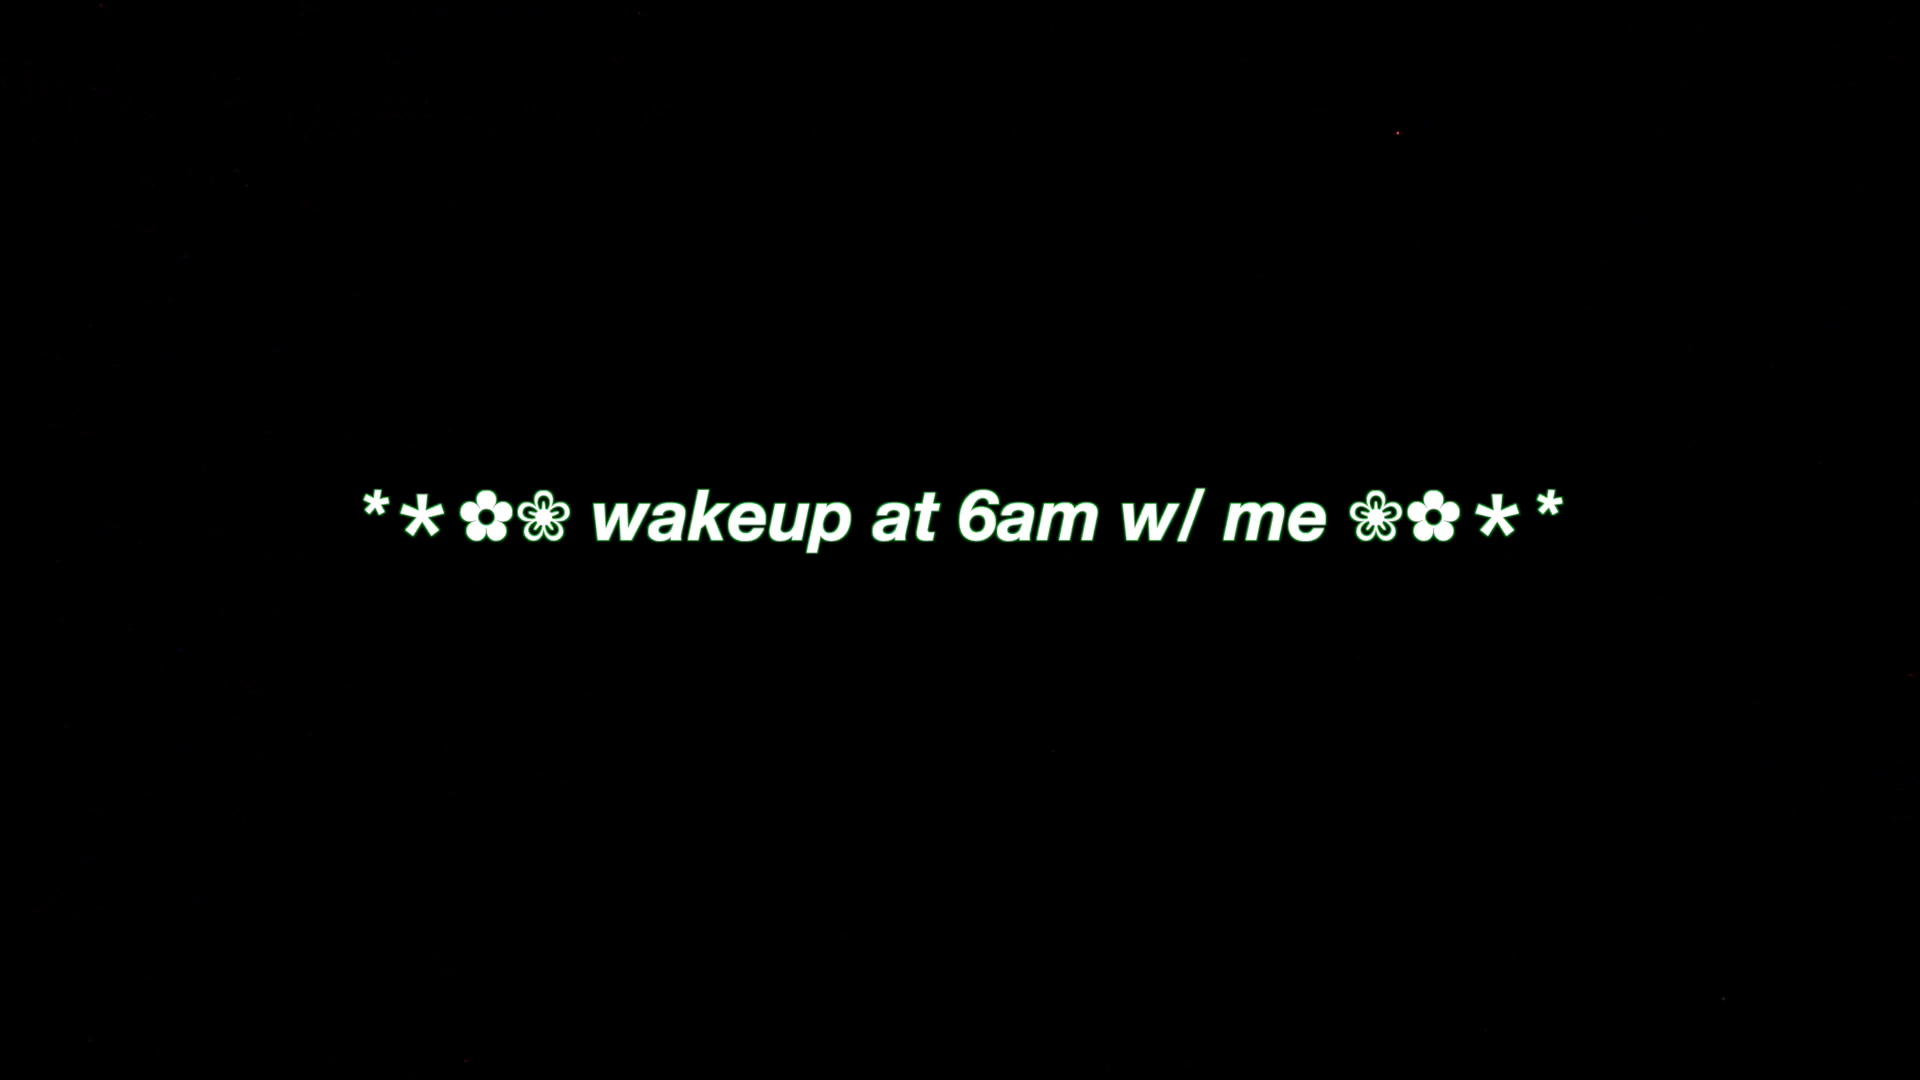 *⁎✿❀ wakeup at 6am w/ me ❀✿⁎*